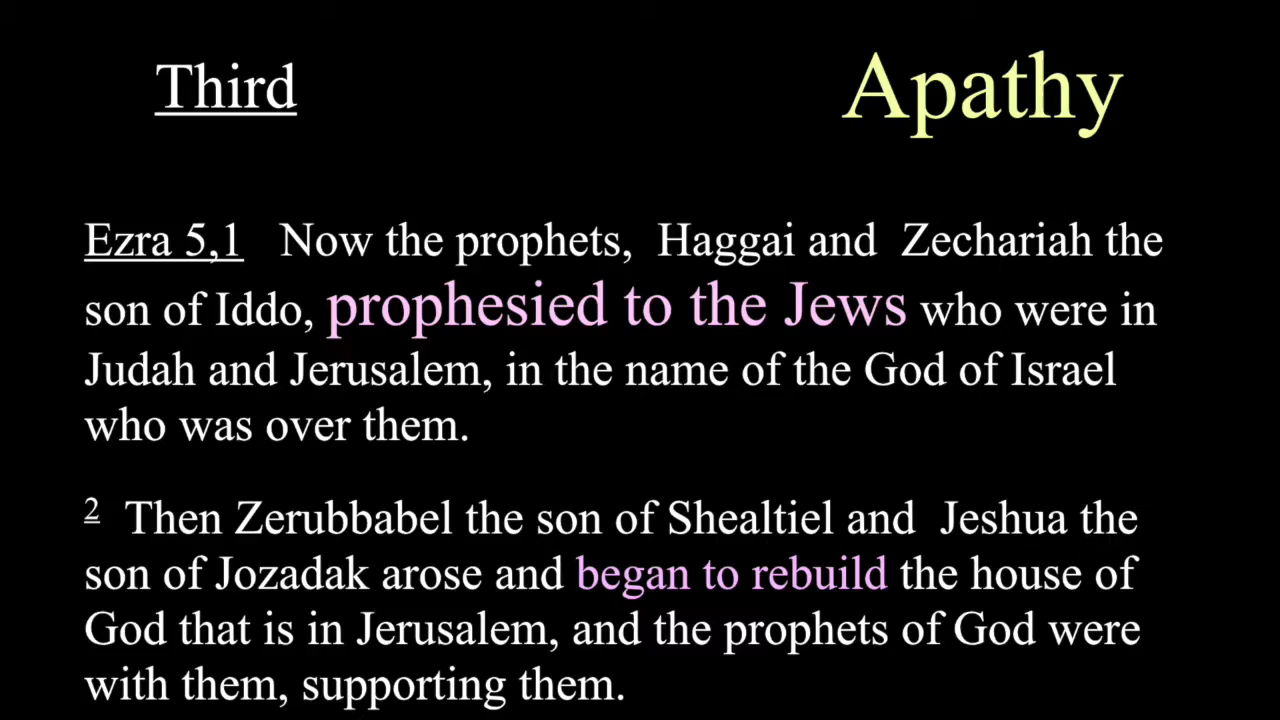 Third
Apathy
Ezra 5,1 Now the prophets, Haggai and Zechariah the
son of Iddo, prophesied to the Jews who were in
Judah and Jerusalem, in the name of the God of Israel
who was over them.
2 Then Zerubbabel the son of Shealtiel and Jeshua the
son of Jozadak arose and began to rebuild the house of
God that is in Jerusalem, and the prophets of God were
with them, supporting them.